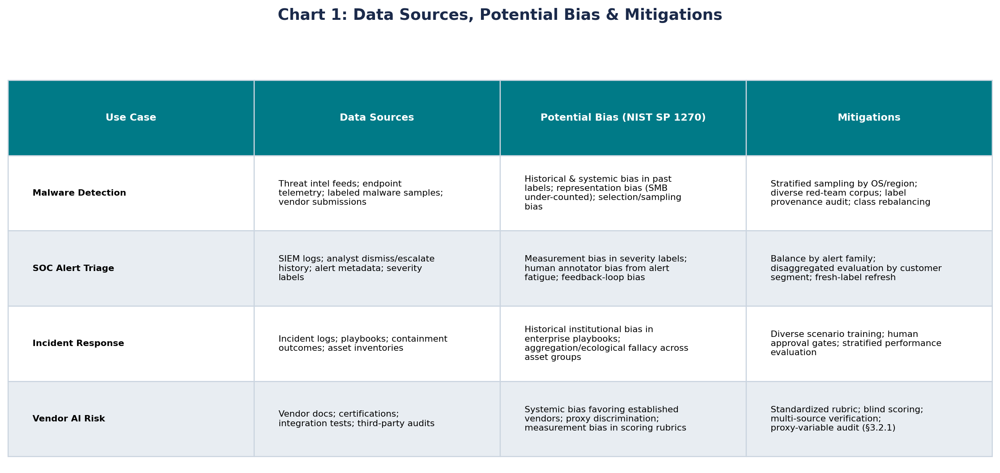 Chart 1: Data Sources, Potential Bias & Mitigations
Use Case
Data Sources
Potential Bias (NIST SP 1270)
Mitigations
Malware Detection
Threat intel feeds; endpoint
telemetry; labeled malware samples;
vendor submissions
Historical & systemic bias in past
labels; representation bias (SMB
under-counted); selection/sampling
bias
Stratified sampling by OS/region;
diverse red-team corpus; label
provenance audit; class rebalancing
SOC Alert Triage
SIEM logs; analyst dismiss/escalate
history; alert metadata; severity
labels
Measurement bias in severity labels;
human annotator bias from alert
fatigue; feedback-loop bias
Balance by alert family;
disaggregated evaluation by customer
segment; fresh-label refresh
Incident Response
Incident logs; playbooks; containment
outcomes; asset inventories
Historical institutional bias in
enterprise playbooks;
aggregation/ecological fallacy across
asset groups
Diverse scenario training; human
approval gates; stratified performance
evaluation
Vendor AI Risk
Vendor docs; certifications;
integration tests; third-party audits
Systemic bias favoring established
vendors; proxy discrimination;
measurement bias in scoring rubrics
Standardized rubric; blind scoring;
multi-source verification;
proxy-variable audit (§3.2.1)